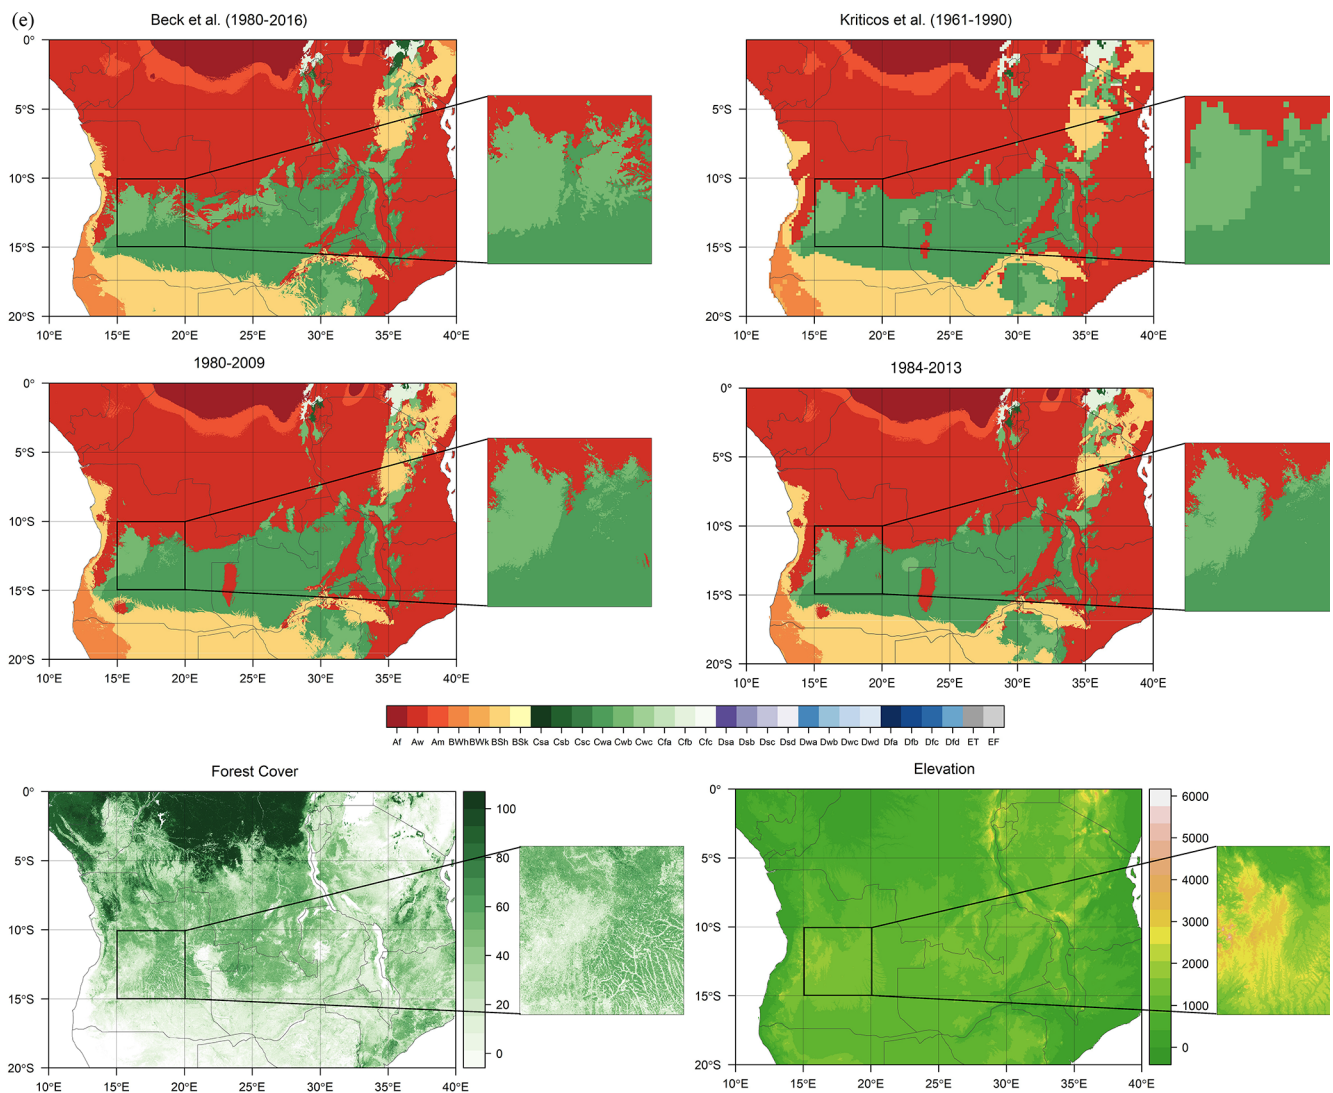 (e)
Beck et al. (1980-2016)
Kriticos et al. (1961-1990)
0°
5°S
10°S
15°S
20°S
10°E 15°E 20°E 25°E 30°E 35°E 40°E
0°
5°S
10°S
15°S
20°S
10°E 15°E 20°E 25°E 30°E 35°E 40°E
1980-2009
1984-2013
0°
5°S
10°S
15°S
20°S
10°E 15°E 20°E 25°E 30°E 35°E 40°E
0°
5°S
10°S
15°S
20°S
10°E 15°E 20°E 25°E 30°E 35°E 40°E
Af Aw Am BWh BWk BSh BSk Csa Csb Csc Cwa Cwb Cwc Cfa Cfb Cfc Dsa Dsb Dsc Dsd Dwa Dwb Dwc Dwd Dfa Dfb Dfc Dfd ET EF
Forest Cover
Elevation
0°
5°S
10°S
15°S
20°S
10°E 15°E 20°E 25°E 30°E 35°E 40°E
100
80
60
40
20
0
0°
5°S
10°S
15°S
20°S
10°E 15°E 20°E 25°E 30°E 35°E 40°E
6000
5000
4000
3000
2000
1000
0